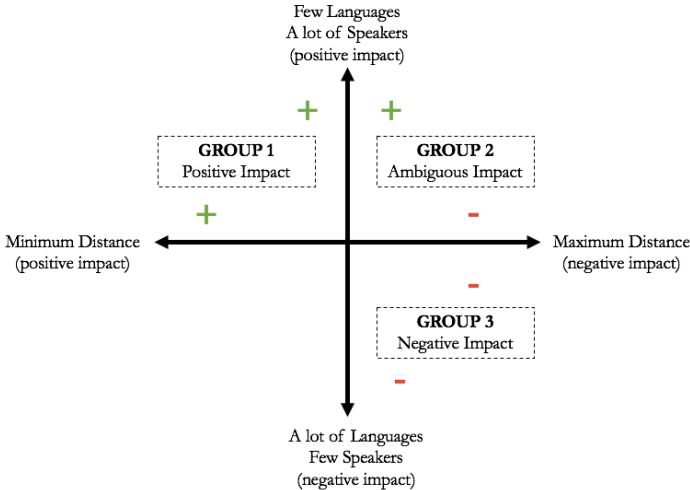 Few Languages
A lot of Speakers
(positive impact)
+
+
GROUP 1
Positive Impact
GROUP 2
Ambiguous Impact
+
-
Minimum Distance
(positive impact)
Maximum Distance
(negative impact)
-
GROUP 3
Negative Impact
-
A lot of Languages
Few Speakers
(negative impact)